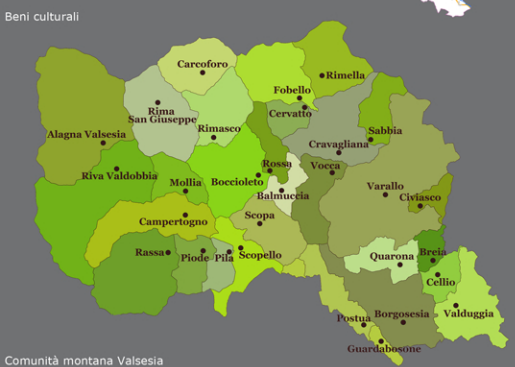 Beni culturali
Carcoforo
Rimella
Fobello
Rima
San Giuseppe
Cervatto
Alagna Valsesia
Rimasco
Sabbia
Cravagliana
Riva Valdobbia
Rossa
Vocca
Mollia
Boccioleto
Balmuccia
Varallo
Civiasco
Campertogno
Scopa
Rassa
Piode
Pila
Scopello
Quarona
Breia
Cellio
Postua
Borgosesia
Valduggia
Guardabosone
Comunità montana Valsesia